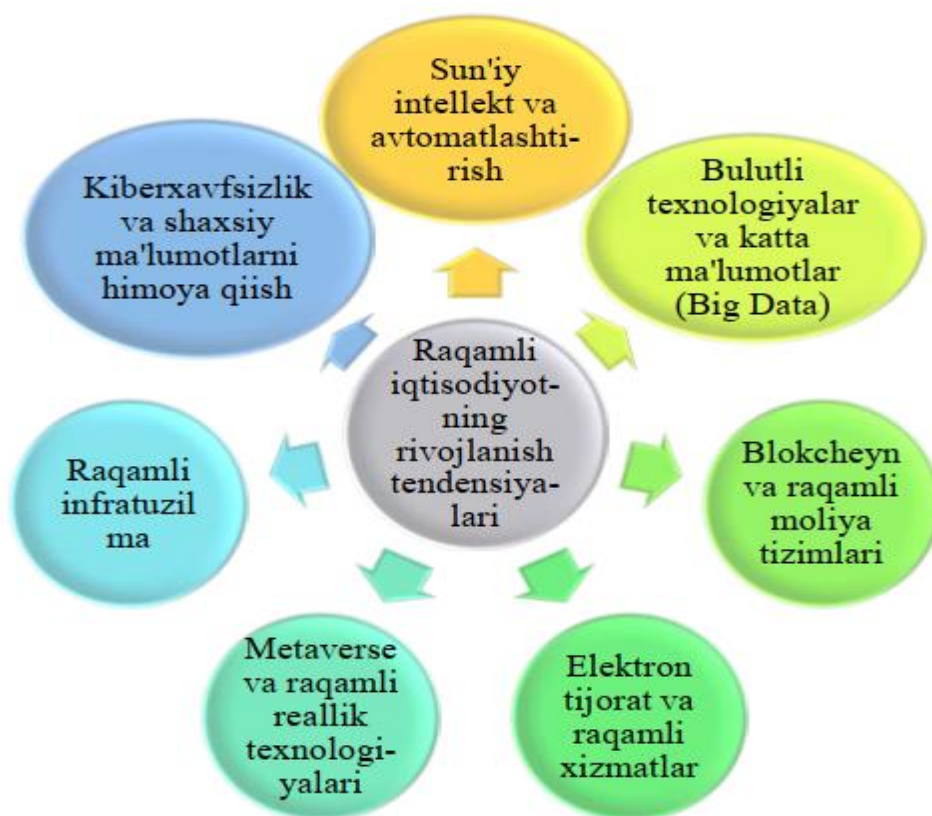 Sun'iy
intellekt va
avtomatlashti-
rish
Kiberxavfsizlik
va shaxsiy
ma'lumotlarni
himoya qiish
Bulutli
texnologiyalar
va katta
ma'lumotlar
(Big Data)
Raqamli
iqtisodiyot-
ning
rivojlanish
tendensiya-
lari
Raqamli
infratuzil
ma
Blokcheyn
va raqamli
moliya
tizimlari
Metaverse
va raqamli
reallik
texnologi-
yalari
Elektron
tijorat va
raqamli
xizmatlar